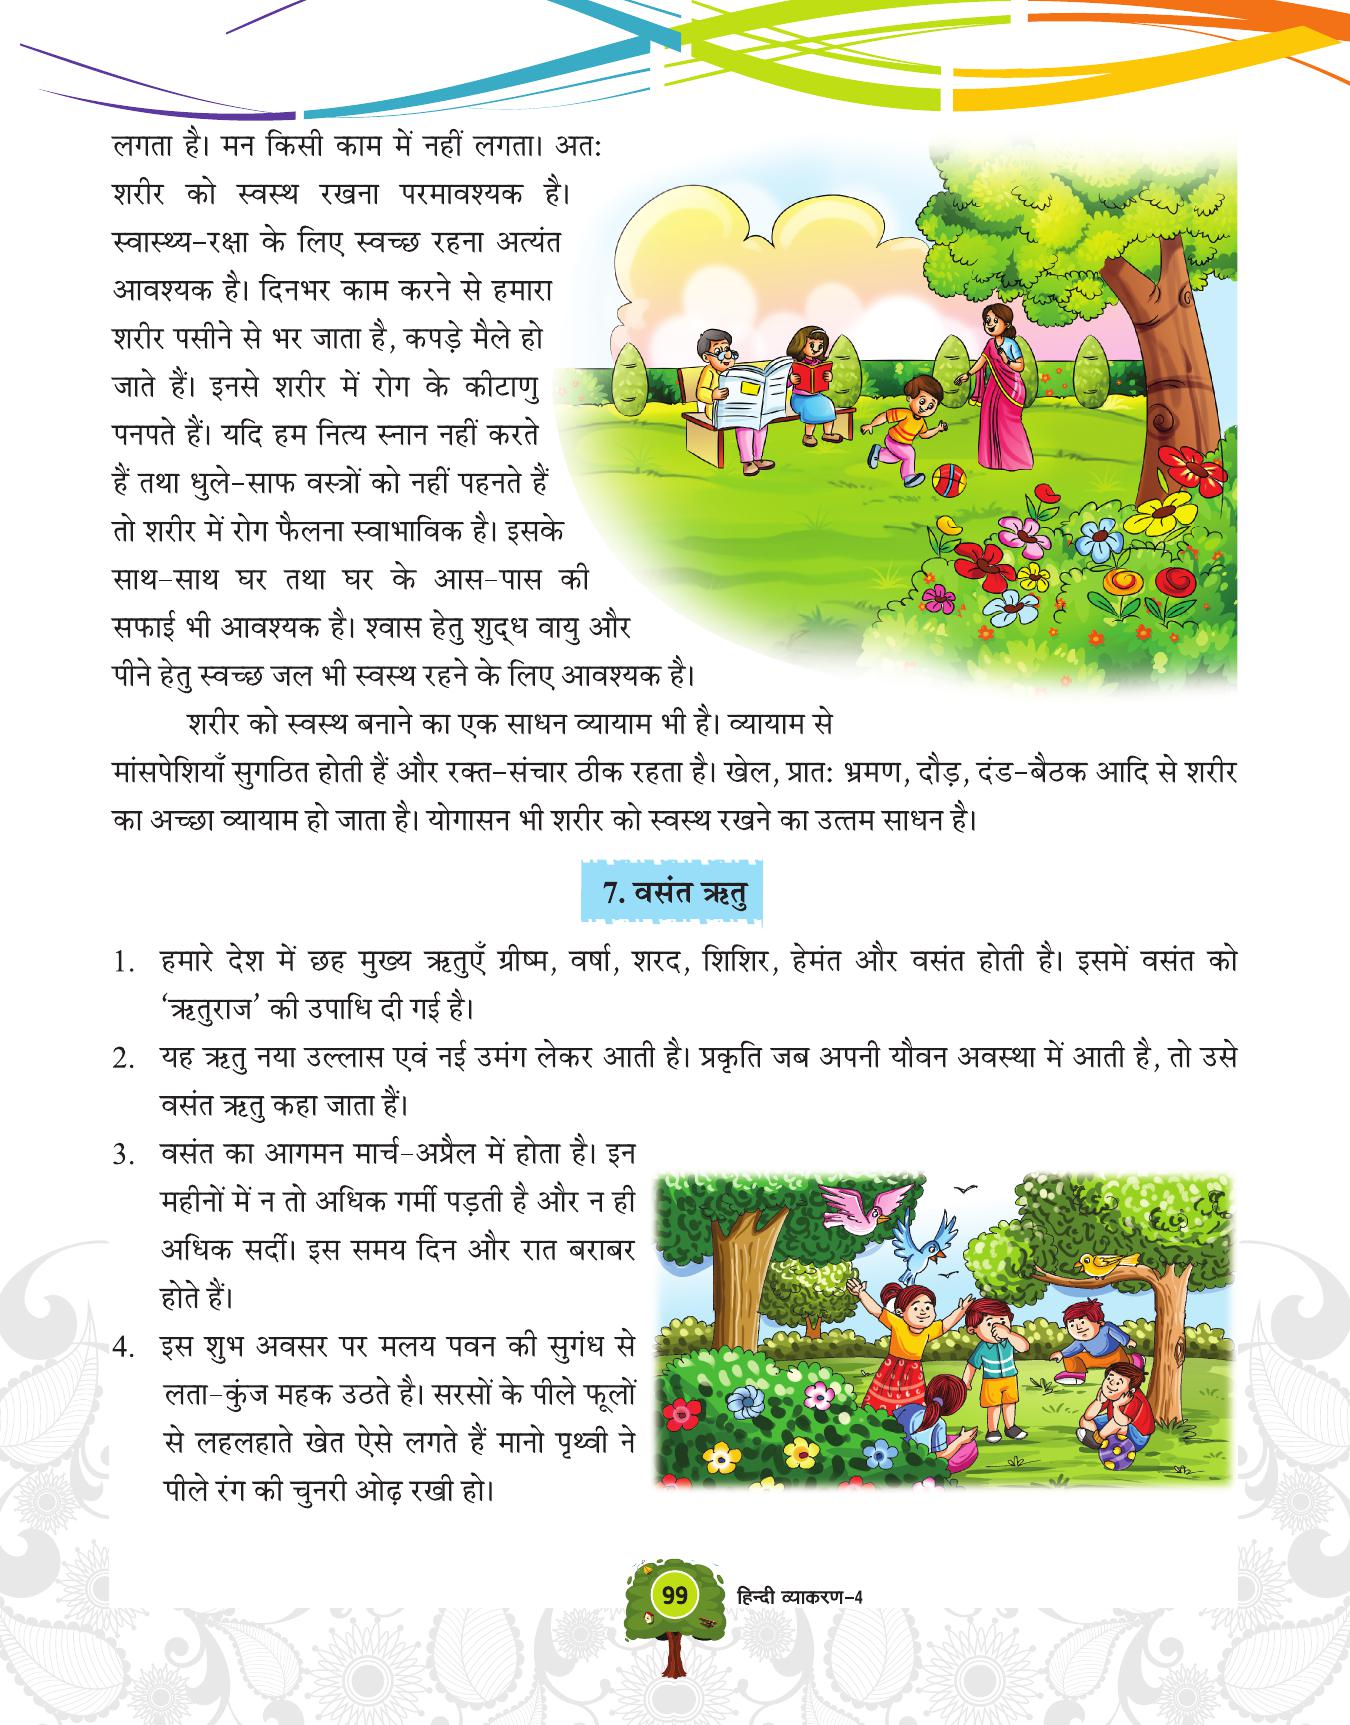 लगता है। मन किसी काम में नहीं लगता। अत:
शरीर को स्वस्थ रखना परमावश्यक है।
स्वास्थ्य-रक्षा के लिए स्वच्छ रहना अत्यंत
आवश्यक है। दिनभर काम करने से हमारा
शरीर पसीने से भर जाता है, कपड़े मैले हो
जाते हैं। इनसे शरीर में रोग के कीटाणु
पनपते हैं। यदि हम नित्य स्नान नहीं करते
हैं तथा धुले-साफ वस्त्रों को नहीं पहनते हैं
तो शरीर में रोग फैलना स्वाभाविक है। इसके
साथ-साथ घर तथा घर के आस-पास की
सफाई भी आवश्यक है। श्वास हेतु शुद्ध वायु और
पीने हेतु स्वच्छ जल भी स्वस्थ रहने के लिए आवश्यक है।
शरीर को स्वस्थ बनाने का एक साधन व्यायाम भी है। व्यायाम से
मांसपेशियाँ सुगठित होती हैं और रक्त-संचार ठीक रहता है। खेल, प्रात: भ्रमण, दौड़, दंड-बैठक आदि से शरीर
का अच्छा व्यायाम हो जाता है। योगासन भी शरीर को स्वस्थ रखने का उत्तम साधन है।
7. वसंत ऋतु
1. हमारे देश में छह मुख्य ऋतुएँ ग्रीष्म, वर्षा, शरद, शिशिर, हेमंत और वसंत होती है। इसमें वसंत को
‘ऋतुराज’ की उपाधि दी गई है।
2. यह ऋतु नया उल्लास एवं नई उमंग लेकर आती है। प्रकृति जब अपनी यौवन अवस्था में आती है, तो उसे
वसंत ऋतु कहा जाता हैं।
3. वसंत का आगमन मार्च-अप्रैल में होता है। इन
महीनों में न तो अधिक गर्मी पड़ती है और न ही
अधिक सर्दी। इस समय दिन और रात बराबर
होते हैं।
4. इस शुभ अवसर पर मलय पवन की सुगंध से
लता-कुंज महक उठते है। सरसों के पीले फूलों
से लहलहाते खेत ऐसे लगते हैं मानो पृथ्वी ने
पीले रंग की चुनरी ओढ़ रखी हो।
99 हिन्दी व्याकरण-4